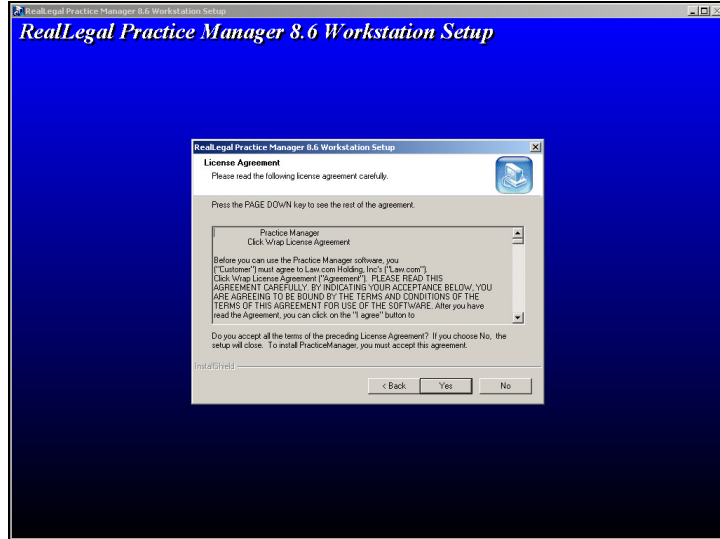 RealLegal Practice Manager 8.6 Workstation Setup
RealLegal Practice Manager 8.6 Workstation Setup
RealLegal Practice Manager 8.6 Workstation Setup
License Agreement
Please read the following license agreement carefully.
Press the PAGE DOWN key to see the rest of the agreement.
Practice Manager
Click Wrap License Agreement
Before you can use the Practice Manager software, you
("Customer") must agree to Law.com Holding, Inc's ("Law.com")
Click Wrap License Agreement ("Agreement"). PLEASE READ THIS
AGREEMENT CAREFULLY. BY INDICATING YOUR ACCEPTANCE BELOW, YOU
ARE AGREEING TO BE BOUND BY THE TERMS AND CONDITIONS OF THE
TERMS OF THIS AGREEMENT FOR USE OF THE SOFTWARE. After you have
read the Agreement, you can click on the "I agree" button to
Do you accept all the terms of the preceding License Agreement? If you choose No, the
setup will close. To install PracticeManager, you must accept this agreement.
InstallShield
< Back Yes No